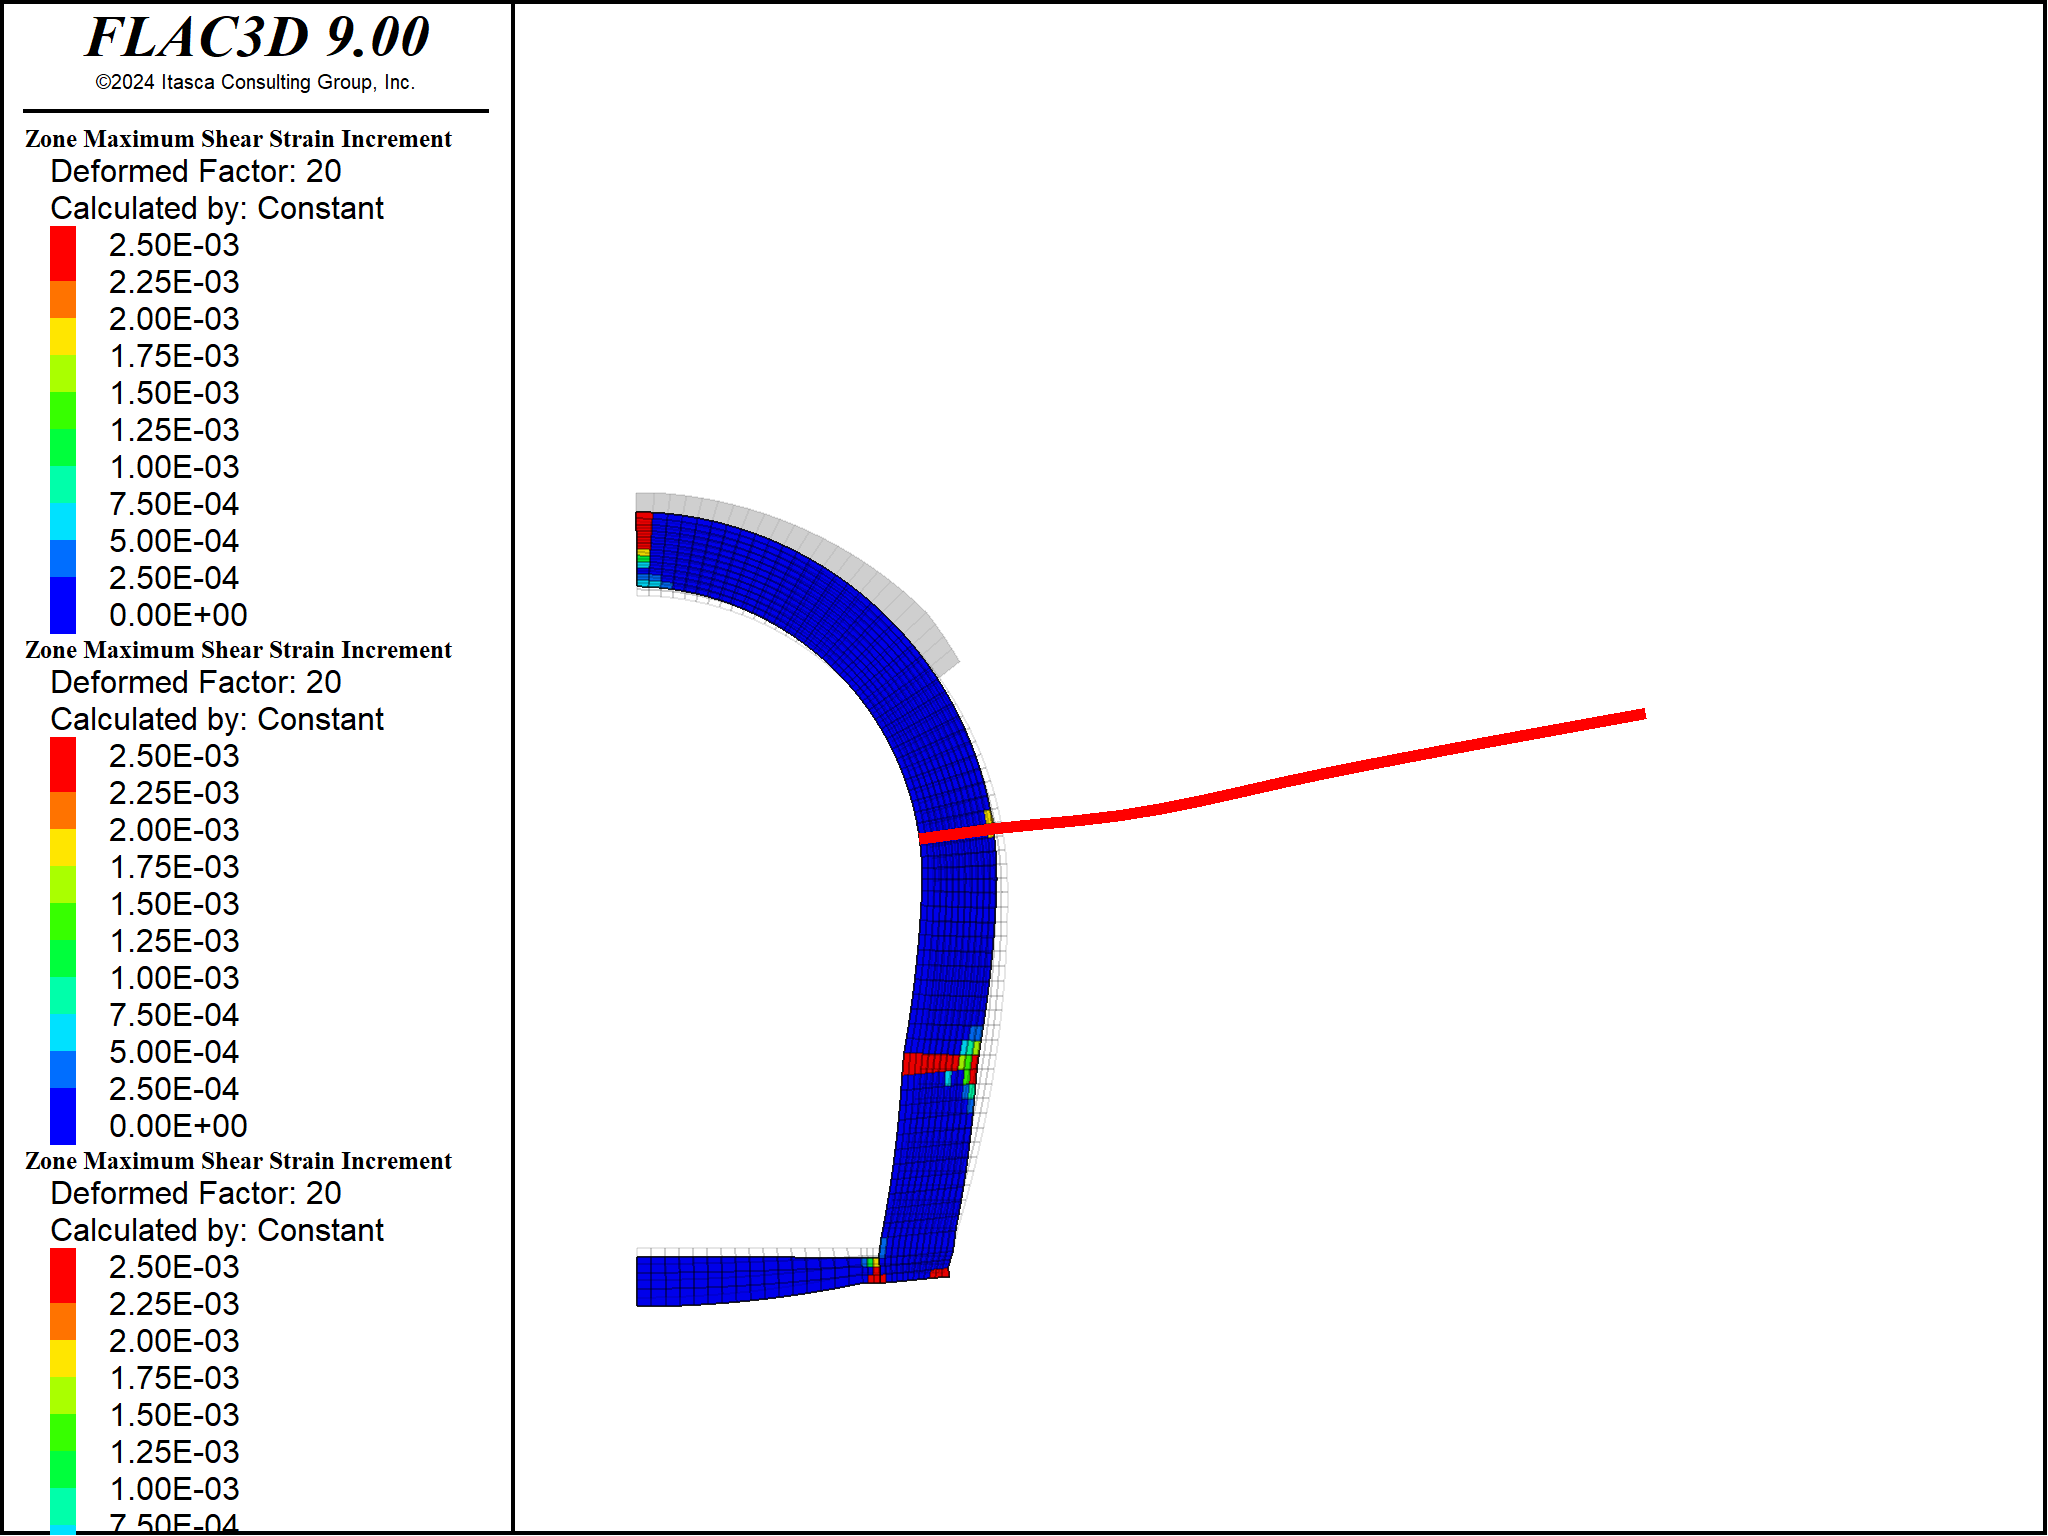 FLAC3D 9.00
©2024 Itasca Consulting Group, Inc.
Zone Maximum Shear Strain Increment
Deformed Factor: 20
Calculated by: Constant
2.50E-03
2.25E-03
2.00E-03
1.75E-03
1.50E-03
1.25E-03
1.00E-03
7.50E-04
5.00E-04
2.50E-04
0.00E+00
Zone Maximum Shear Strain Increment
Deformed Factor: 20
Calculated by: Constant
2.50E-03
2.25E-03
2.00E-03
1.75E-03
1.50E-03
1.25E-03
1.00E-03
7.50E-04
5.00E-04
2.50E-04
0.00E+00
Zone Maximum Shear Strain Increment
Deformed Factor: 20
Calculated by: Constant
2.50E-03
2.25E-03
2.00E-03
1.75E-03
1.50E-03
1.25E-03
1.00E-03
7.50E-04